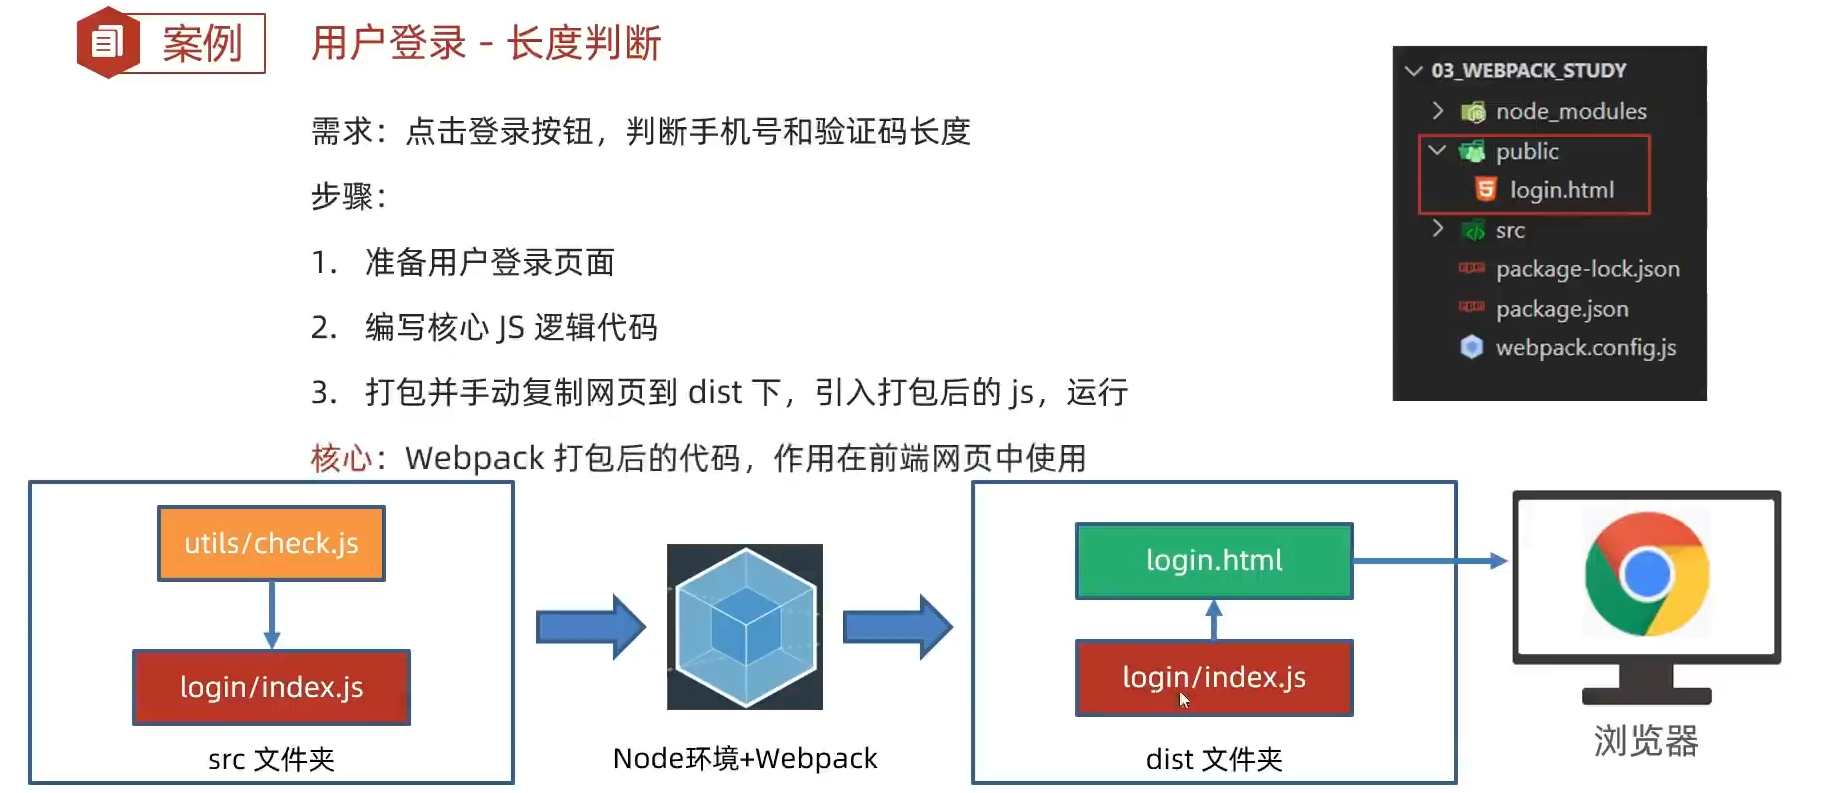 案例
用户登录 - 长度判断
需求：点击登录按钮，判断手机号和验证码长度
步骤：
1. 准备用户登录页面
2. 编写核心 JS 逻辑代码
3. 打包并手动复制网页到 dist 下，引入打包后的 js，运行
核心：Webpack 打包后的代码，作用在前端网页中使用
03_WEBPACK_STUDY
node_modules
public
login.html
src
package-lock.json
package.json
webpack.config.js
utils/check.js
login/index.js
src 文件夹
Node环境+Webpack
login.html
login/index.js
dist 文件夹
浏览器